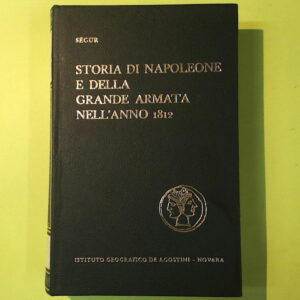 SÉGUR
STORIA DI NAPOLEONE
E DELLA
GRANDE ARMATA
NELL'ANNO 1812
ISTITUTO GEOGRAFICO DE AGOSTINI - NOVARA